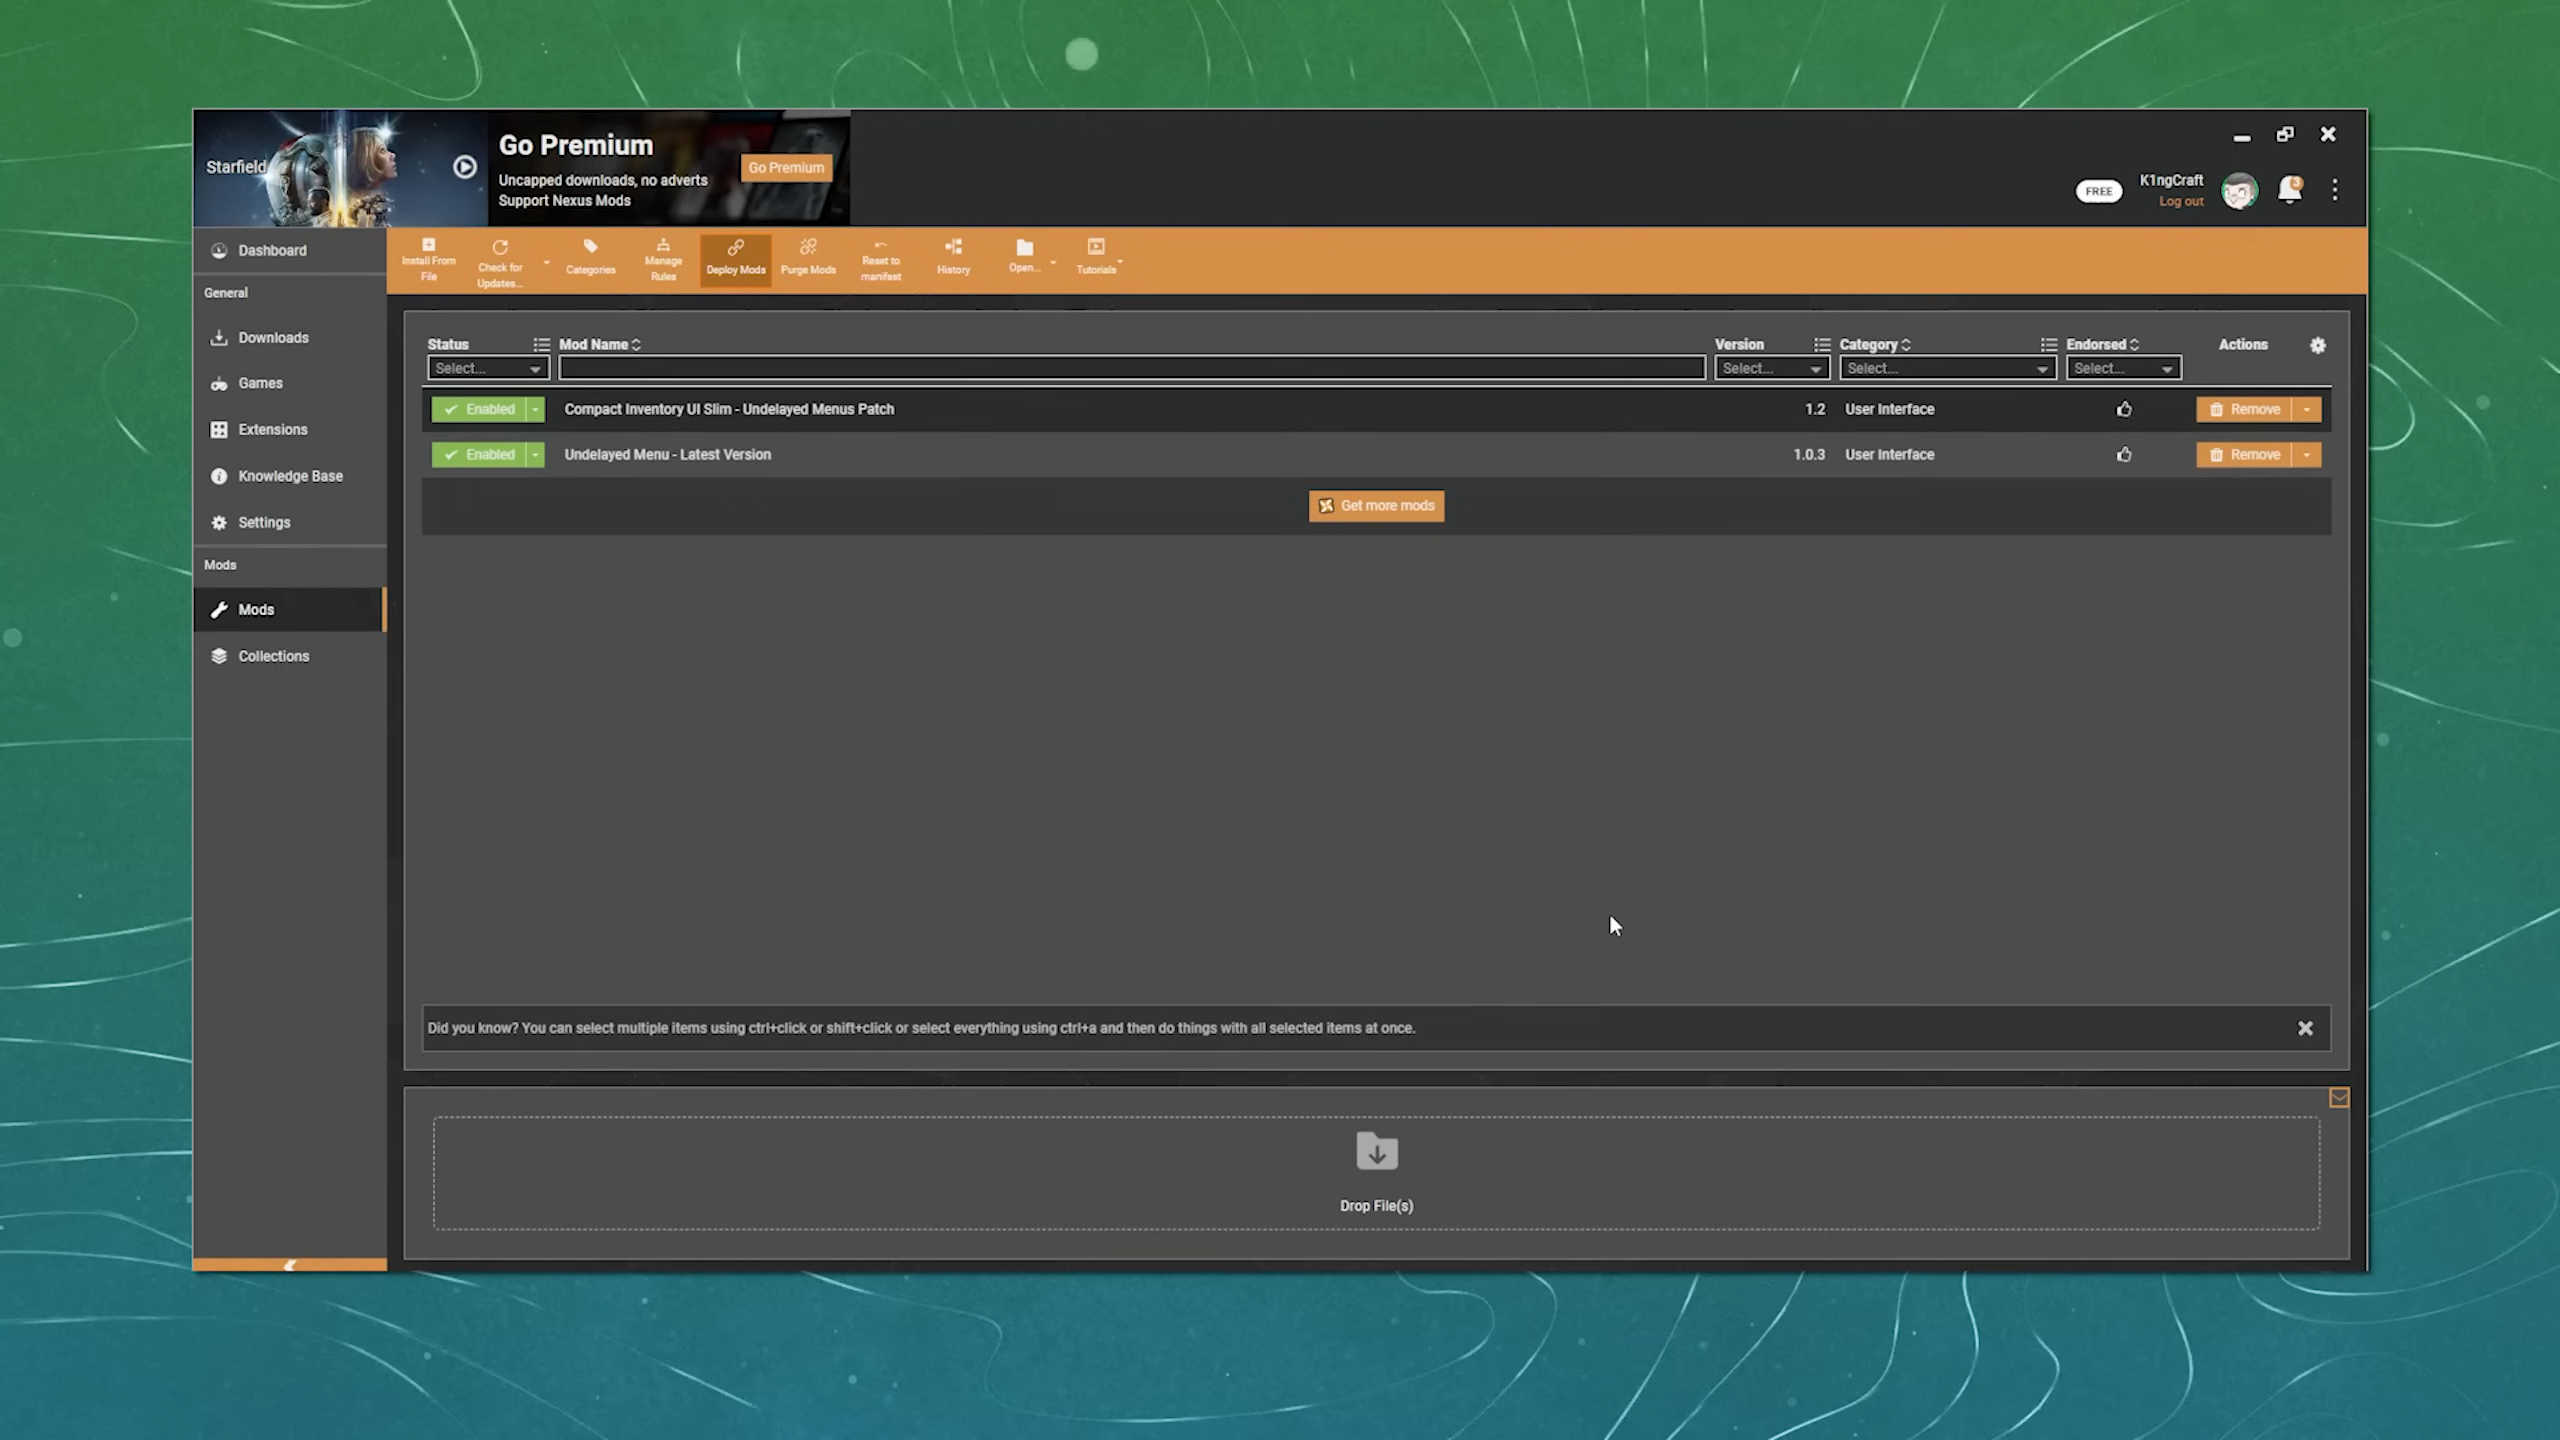 Starfield
Go Premium
Uncapped downloads, no adverts
Support Nexus Mods
Go Premium
FREE
K1ngCraft
Log out
3
Dashboard
General
Downloads
Games
Extensions
Knowledge Base
Settings
Mods
Mods
Collections
Install From
File
Check for
Updates...
Categories
Manage
Rules
Deploy Mods
Purge Mods
Reset to
manifest
History
Open...
Tutorials
Status
Mod Name
Version
Category
Endorsed
Actions
Select...
Select...
Select...
Select...
Enabled
Compact Inventory UI Slim - Undelayed Menus Patch
1.2
User Interface
Remove
Enabled
Undelayed Menu - Latest Version
1.0.3
User Interface
Remove
Get more mods
Did you know? You can select multiple items using ctrl+click or shift+click or select everything using ctrl+a and then do things with all selected items at once.
Drop File(s)